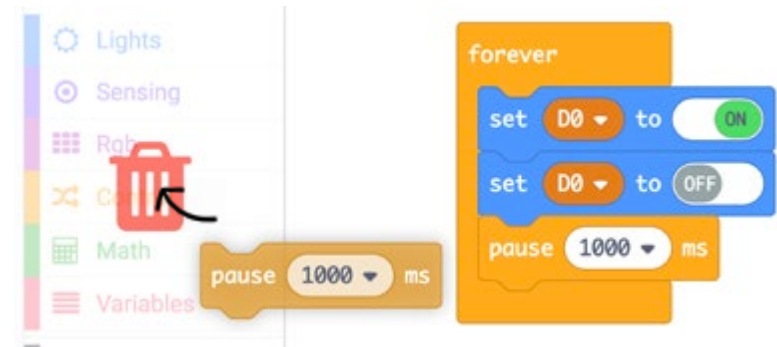 Lights
Sensing
Rgb
Math
Variables
pause 1000 ms
forever
set D0 to ON
set D0 to OFF
pause 1000 ms